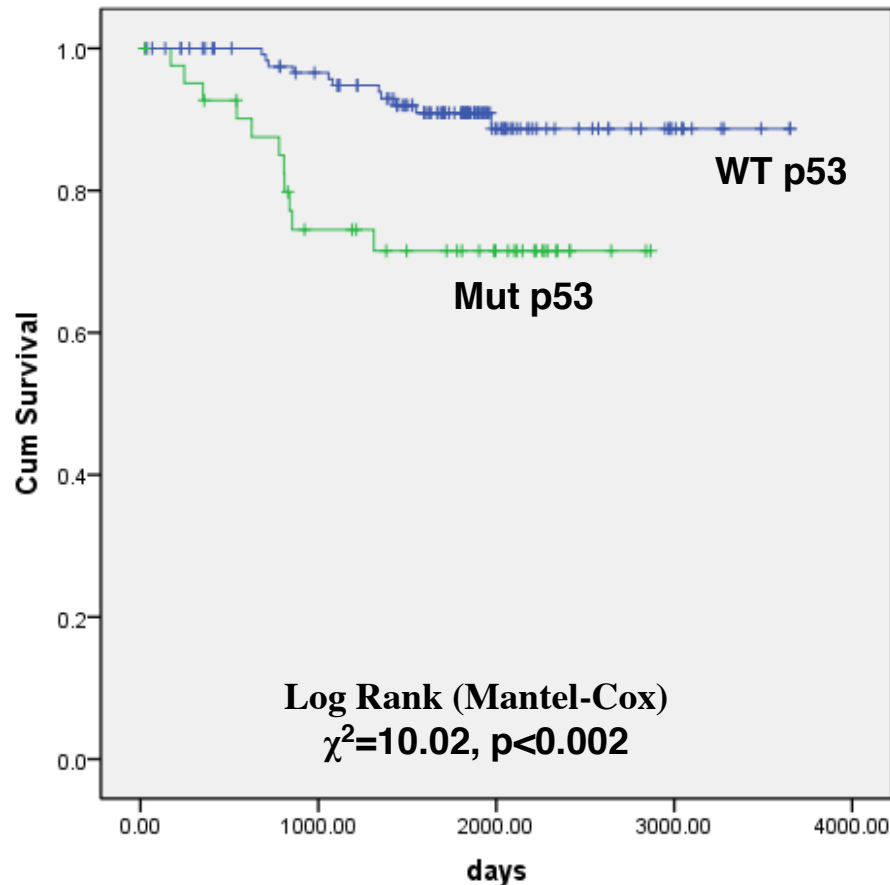 1.0
0.8
0.6
0.4
0.2
0.0
Cum Survival
WT p53
Mut p53
Log Rank (Mantel-Cox)
χ²=10.02, p<0.002
0.00 1000.00 2000.00 3000.00 4000.00
days